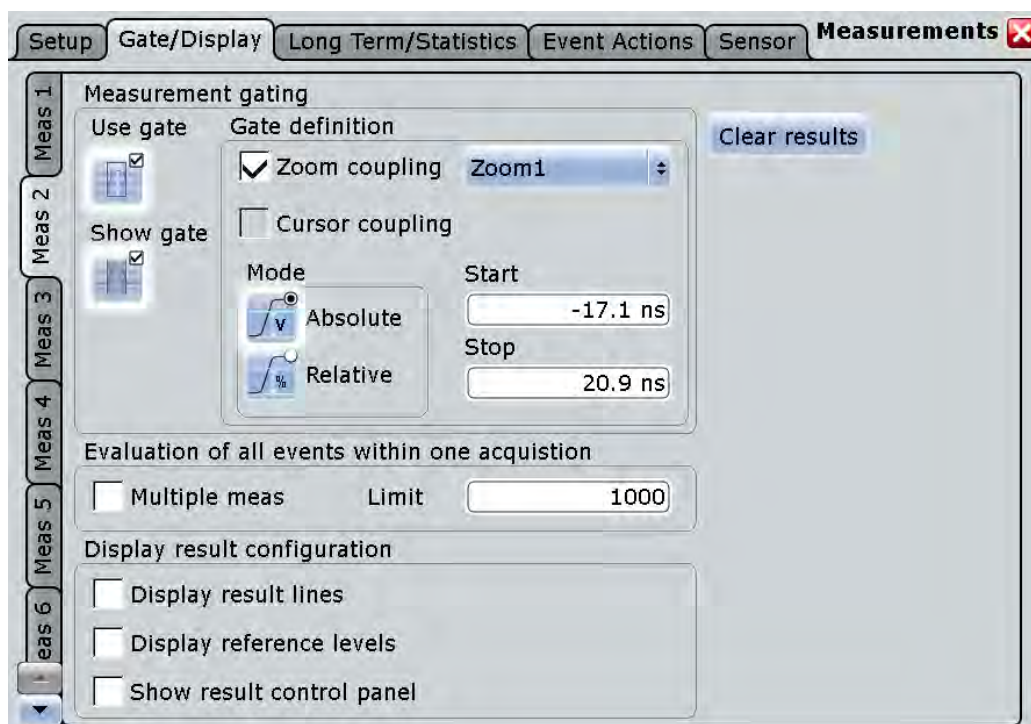 Setup
Gate/Display
Long Term/Statistics
Event Actions
Sensor
Measurements
Meas 1
Meas 2
Meas 3
Meas 4
Meas 5
eas 6
Measurement gating
Use gate
Show gate
Gate definition
Zoom coupling
Zoom1
Cursor coupling
Mode
V Absolute
% Relative
Start
-17.1 ns
Stop
20.9 ns
Clear results
Evaluation of all events within one acquistion
Multiple meas
Limit
1000
Display result configuration
Display result lines
Display reference levels
Show result control panel